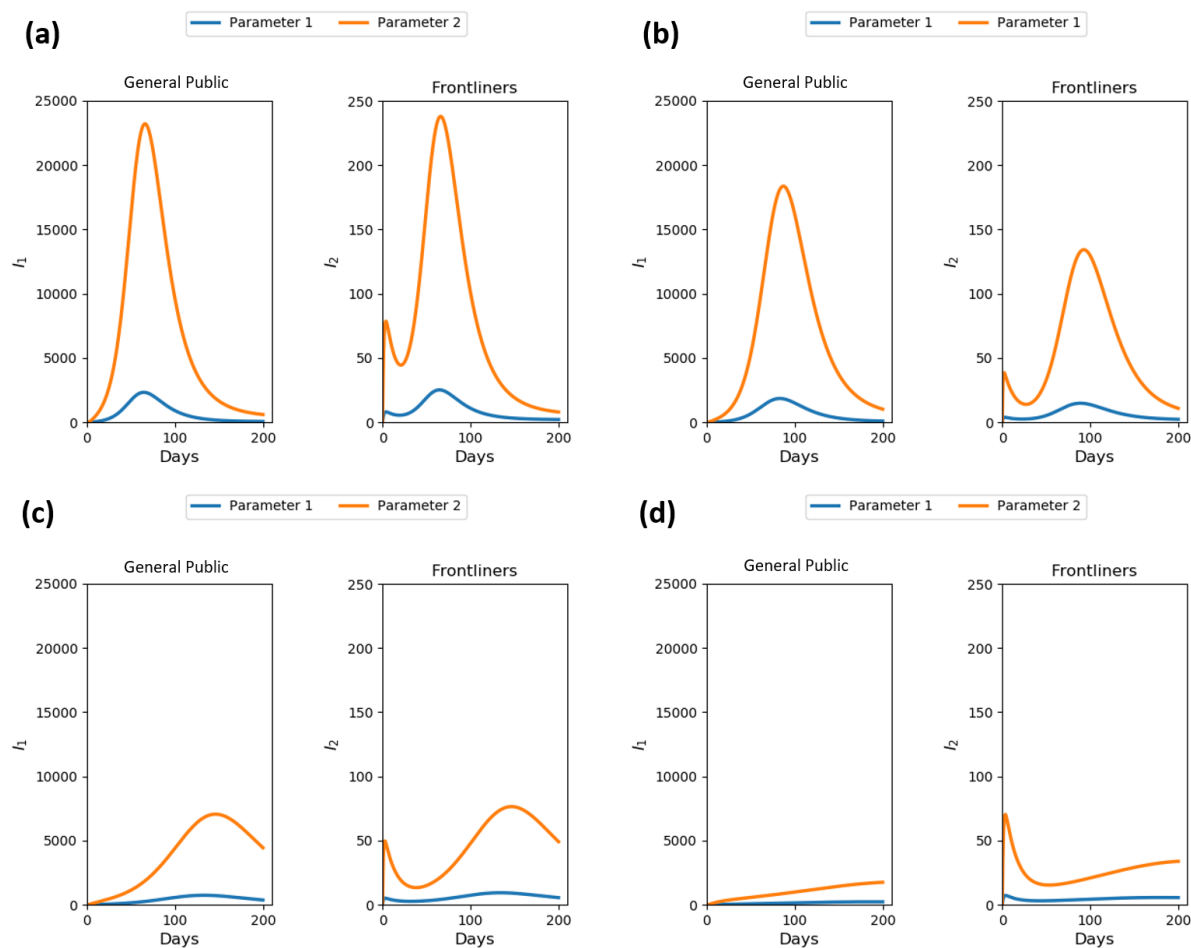 (a)
Parameter 1 Parameter 2
General Public
Frontliners
25000
20000
15000
10000
5000
0
I₁
0 100 200
Days
250
200
150
100
50
0
I₂
0 100 200
Days
(b)
Parameter 1 Parameter 1
General Public
Frontliners
25000
20000
15000
10000
5000
0
I₁
0 100 200
Days
250
200
150
100
50
0
I₂
0 100 200
Days
(c)
Parameter 1 Parameter 2
General Public
Frontliners
25000
20000
15000
10000
5000
0
I₁
0 100 200
Days
250
200
150
100
50
0
I₂
0 100 200
Days
(d)
Parameter 1 Parameter 2
General Public
Frontliners
25000
20000
15000
10000
5000
0
I₁
0 100 200
Days
250
200
150
100
50
0
I₂
0 100 200
Days